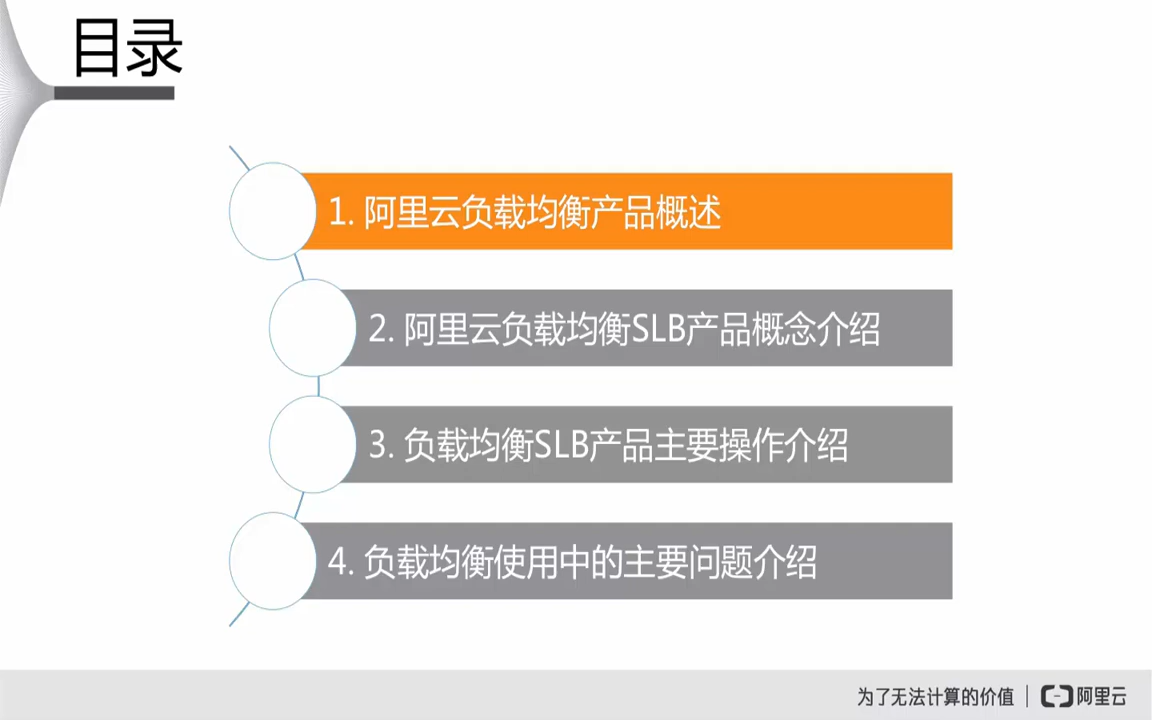 目录
1. 阿里云负载均衡产品概述
2. 阿里云负载均衡SLB产品概念介绍
3. 负载均衡SLB产品主要操作介绍
4. 负载均衡使用中的主要问题介绍
为了无法计算的价值 | 阿里云